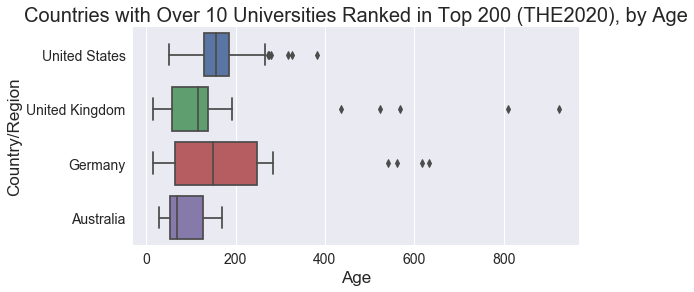 Countries with Over 10 Universities Ranked in Top 200 (THE2020), by Age
United States
United Kingdom
Germany
Australia
Country/Region
0 200 400 600 800
Age